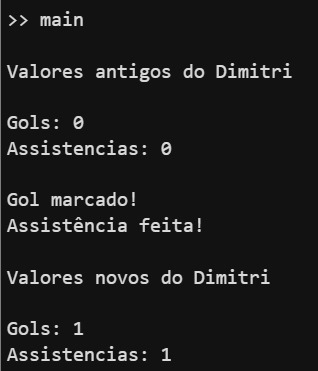 >> main
Valores antigos do Dimitri
Gols: 0
Assistencias: 0
Gol marcado!
Assistência feita!
Valores novos do Dimitri
Gols: 1
Assistencias: 1